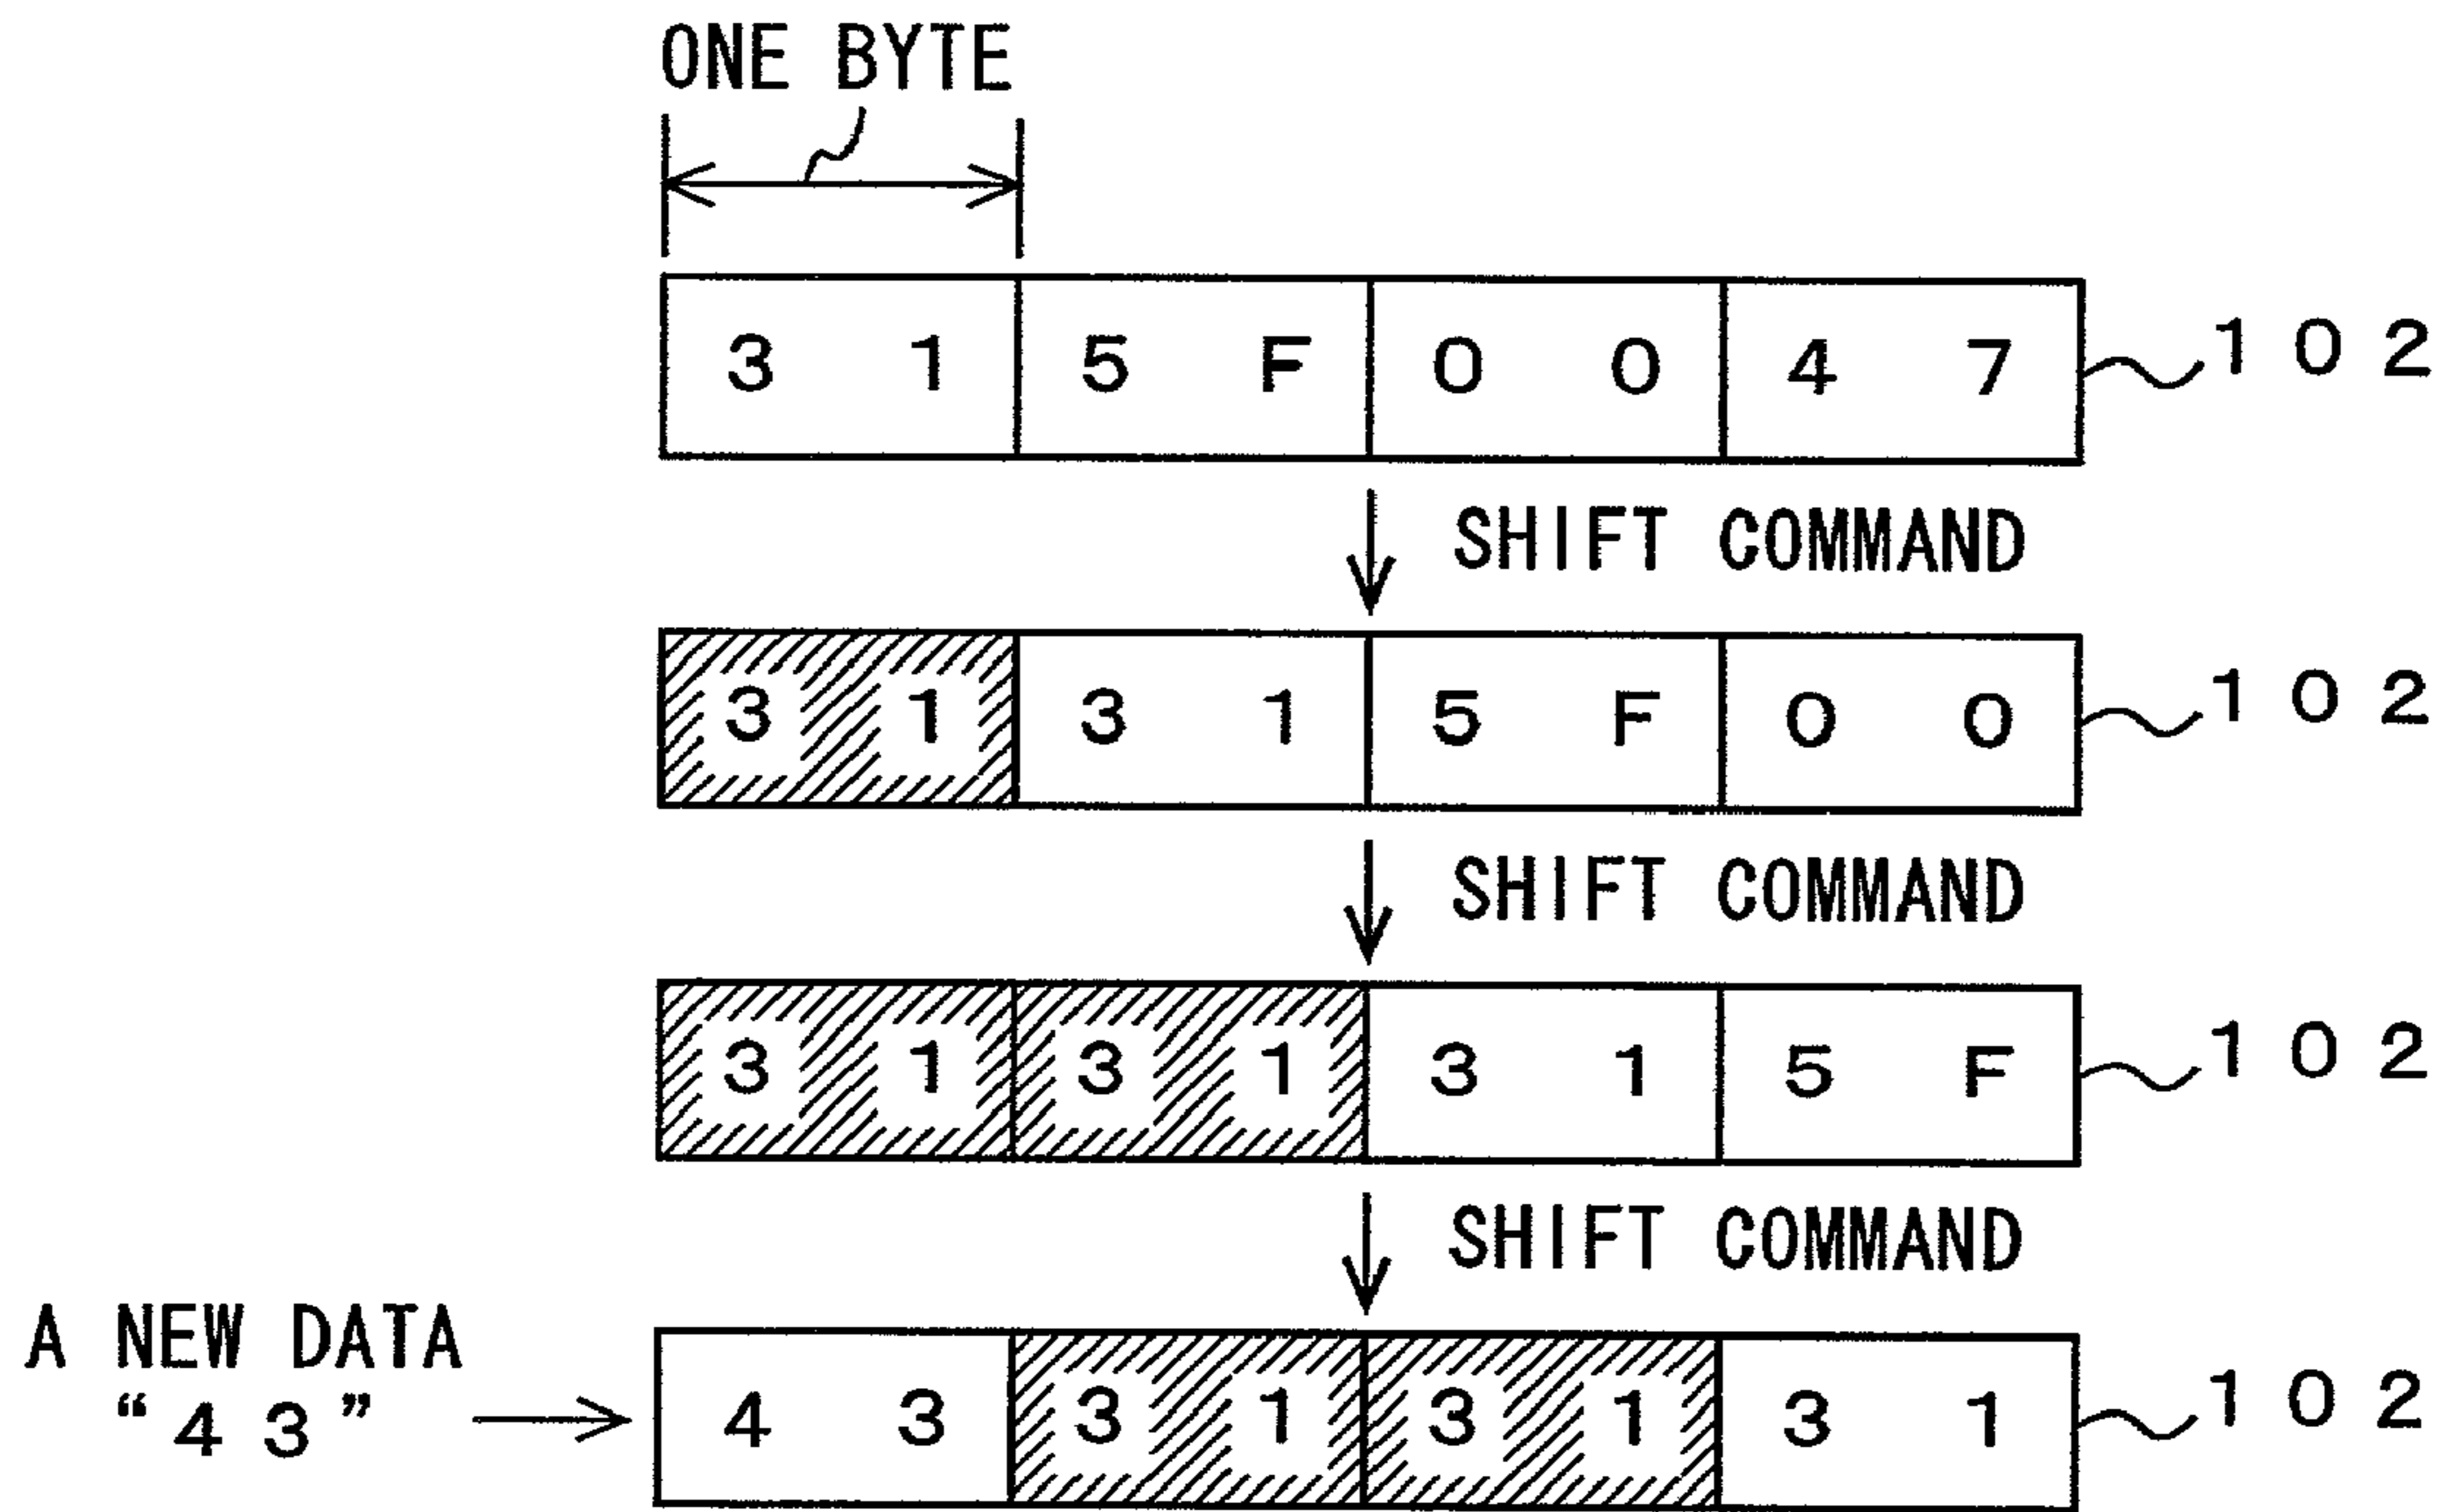 ONE BYTE
3 1 5 F 0 0 4 7 102
SHIFT COMMAND
3 1 3 1 5 F 0 0 102
SHIFT COMMAND
3 1 3 1 3 1 5 F 102
SHIFT COMMAND
A NEW DATA
“43”
4 3 3 1 3 1 3 1 102